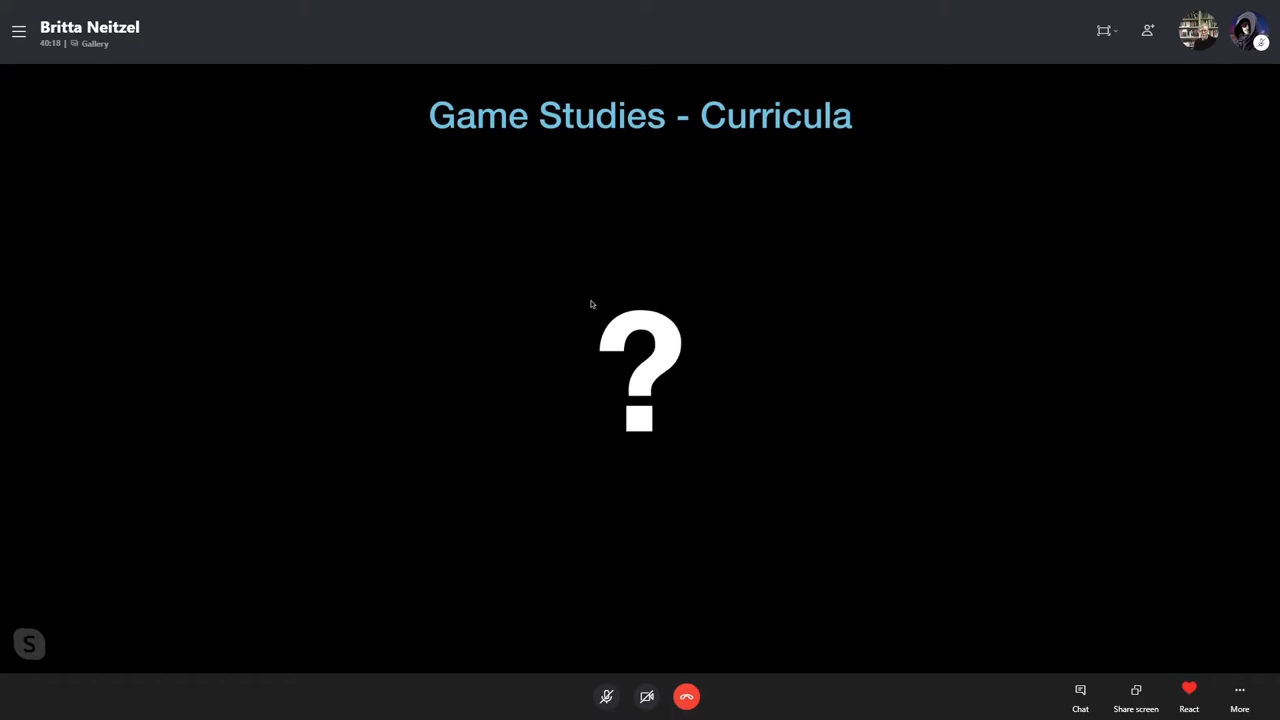 Britta Neitzel
40:18 | Gallery
Game Studies - Curricula
?
S
Chat
Share screen
React
More